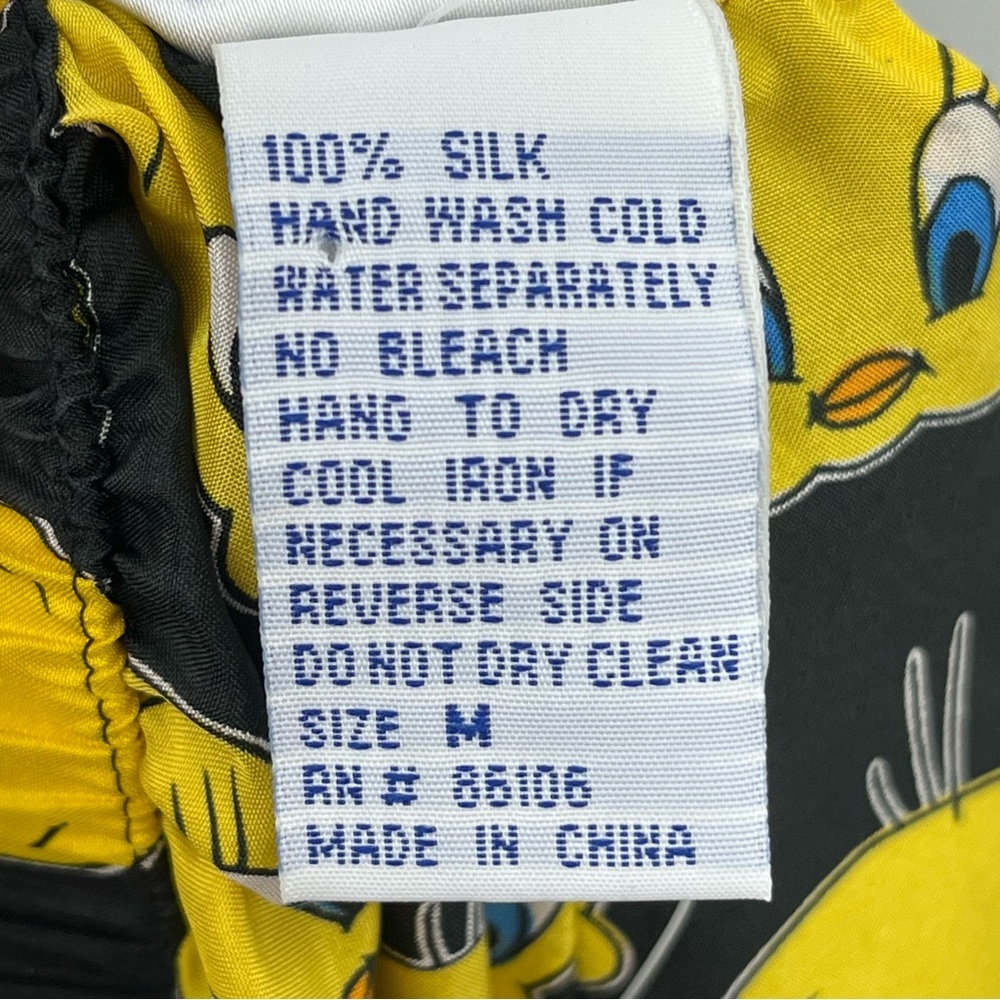 100% SILK
HAND WASH COLD
WATER SEPARATELY
NO BLEACH
HANG TO DRY
COOL IRON IF
NECESSARY ON
REVERSE SIDE
DO NOT DRY CLEAN
SIZE M
RN # 86106
MADE IN CHINA